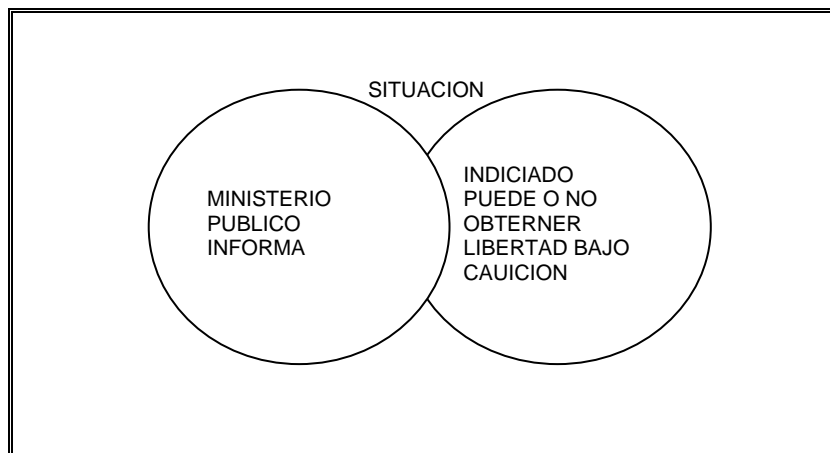 SITUACION
MINISTERIO
PUBLICO
INFORMA
INDICIADO
PUEDE O NO
OBTERNER
LIBERTAD BAJO
CAUICION